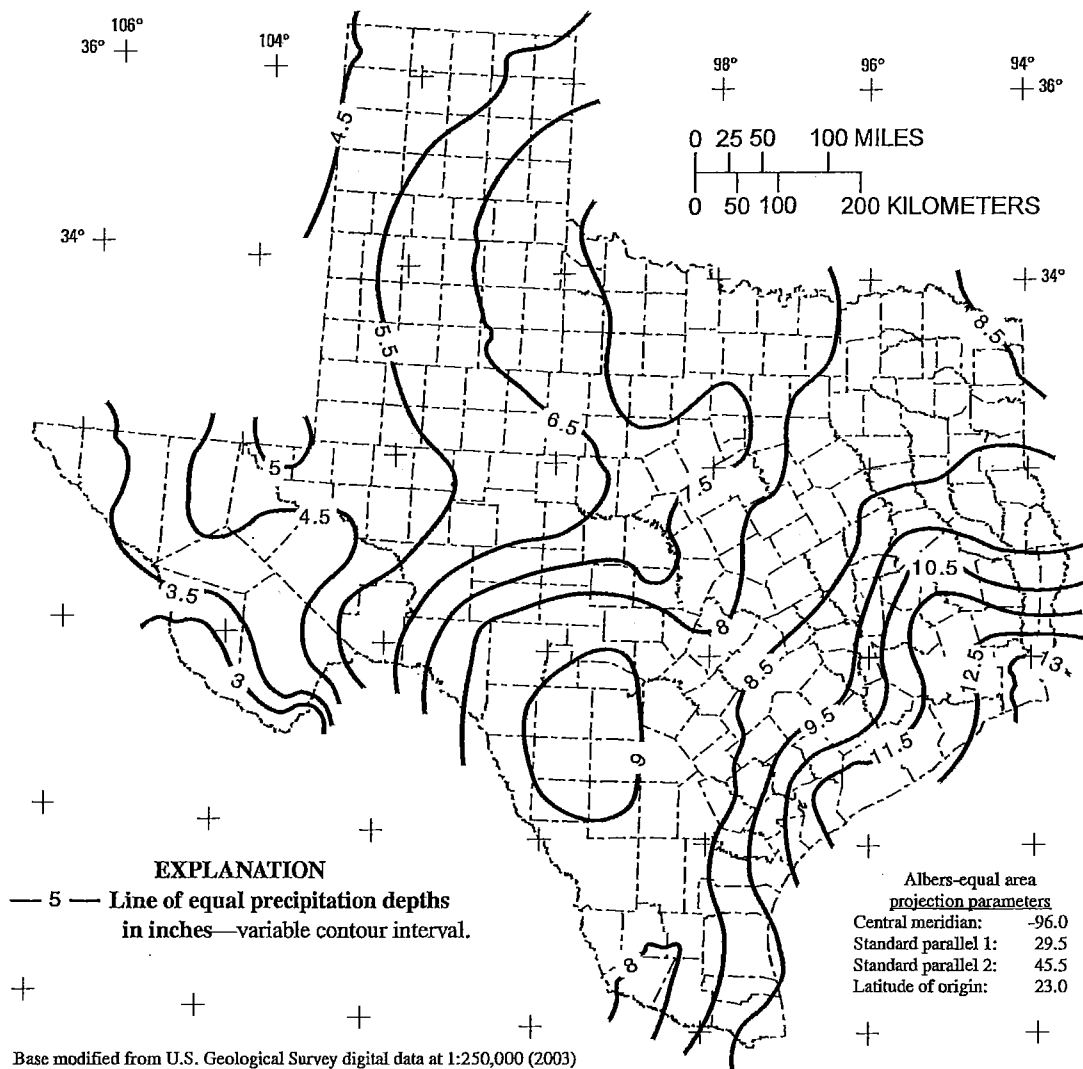 106°
36°
104°
98°
96°
94°
36°
0 25 50 100 MILES
0 50 100 200 KILOMETERS
4.5
34°
34°
8.5
5.5
6.5
5
4.5
7.5
10.5
3.5
8
8.5
12.5
13
3
9.5
11.5
9
8
EXPLANATION
— 5 — Line of equal precipitation depths
in inches—variable contour interval.
Albers-equal area
projection parameters
Central meridian: -96.0
Standard parallel 1: 29.5
Standard parallel 2: 45.5
Latitude of origin: 23.0
Base modified from U.S. Geological Survey digital data at 1:250,000 (2003)